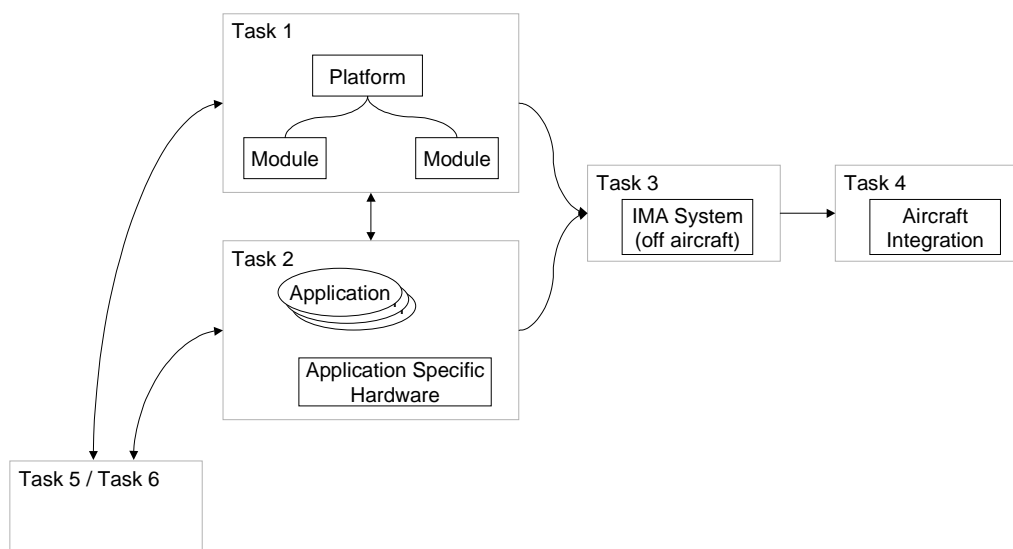 Task 1
Platform
Module
Module
Task 2
Application
Application Specific
Hardware
Task 3
IMA System
(off aircraft)
Task 4
Aircraft
Integration
Task 5 / Task 6